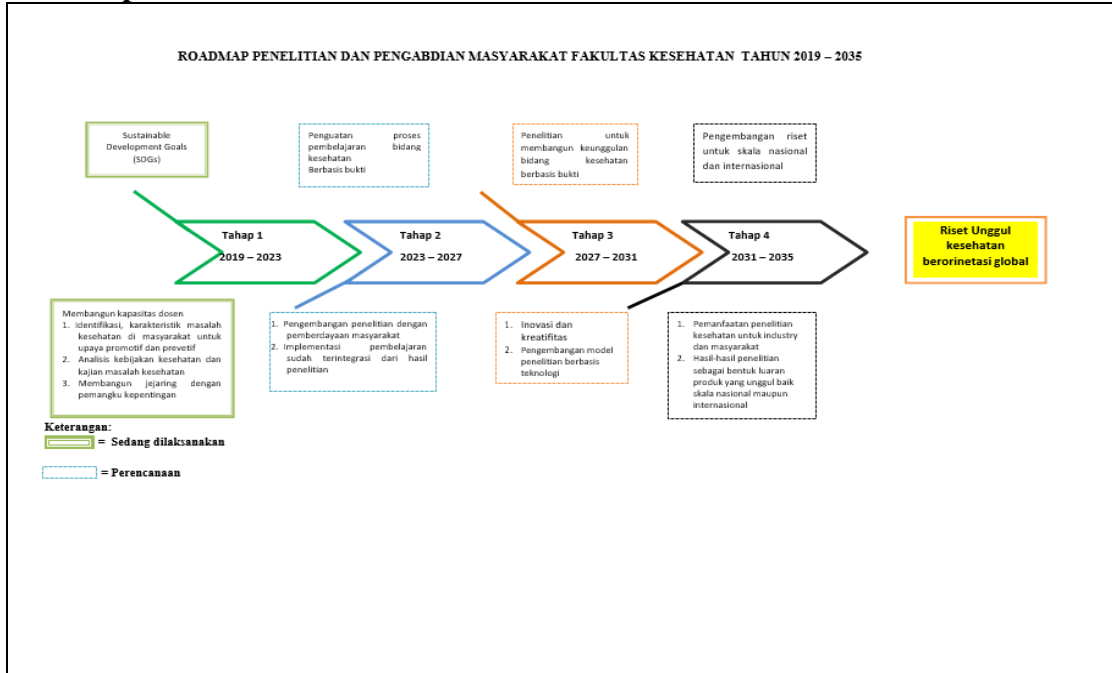 ROADMAP PENELITIAN DAN PENGABDIAN MASYARAKAT FAKULTAS KESEHATAN TAHUN 2019 – 2035
Sustainable
Development Goals
(SDGs)
Penguatan proses
pembelajaran bidang
kesehatan
Berbasis bukti
Penelitian untuk
membangun keunggulan
bidang kesehatan
berbasis bukti
Pengembangan riset
untuk skala nasional
dan internasional
Tahap 1
2019 – 2023
Tahap 2
2023 – 2027
Tahap 3
2027 – 2031
Tahap 4
2031 – 2035
Riset Unggul
kesehatan
berorinetasi global
Membangun kapasitas dosen
1. Identifikasi, karakteristik masalah
kesehatan di masyarakat untuk
upaya promotif dan prevetif
2. Analisis kebijakan kesehatan dan
kajian masalah kesehatan
3. Membangun jejaring dengan
pemangku kepentingan
1. Pengembangan penelitian dengan
pemberdayaan masyarakat
2. Implementasi pembelajaran
sudah terintegrasi dari hasil
penelitian
1. Inovasi dan
kreatifitas
2. Pengembangan model
penelitian berbasis
teknologi
1. Pemanfaatan penelitian
kesehatan untuk industry
dan masyarakat
2. Hasil-hasil penelitian
sebagai bentuk luaran
produk yang unggul baik
skala nasional maupun
internasional
Keterangan:
= Sedang dilaksanakan
= Perencanaan